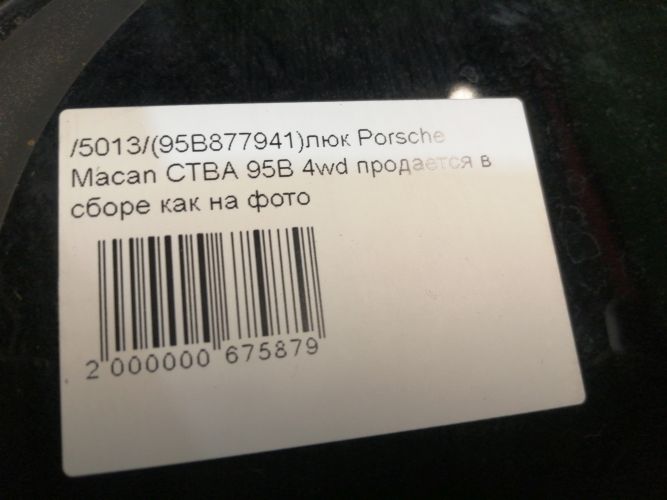 /5013/(95B877941)люк Porsche
Macan CTBA 95B 4wd продается в
сборе как на фото
2 000000 675879